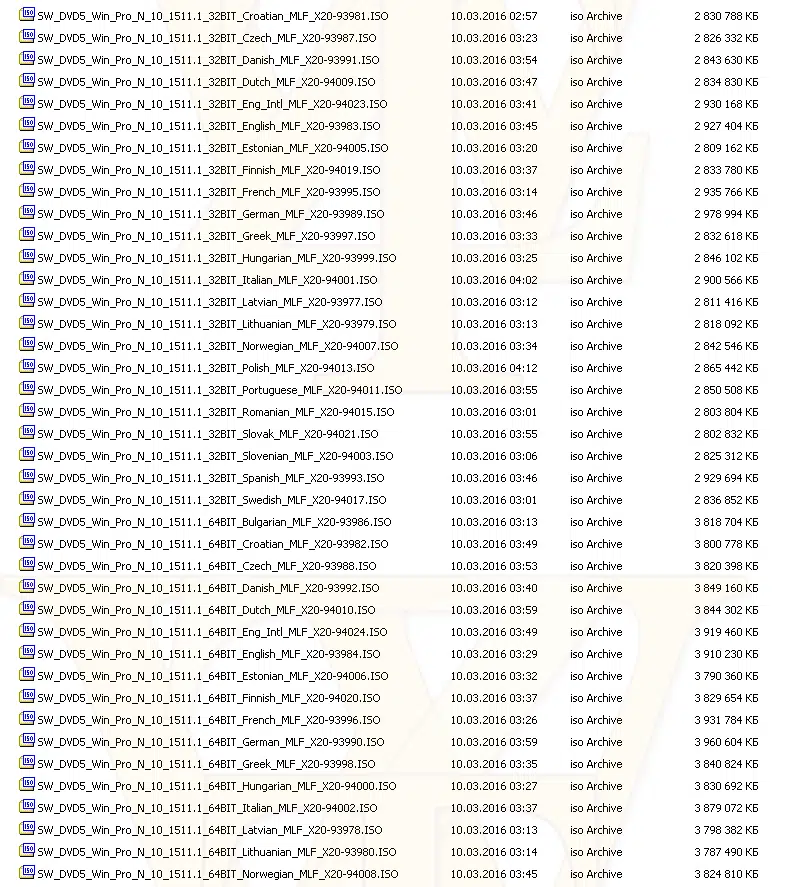 SW_DVD5_Win_Pro_N_10_1511.1_32BIT_Croatian_MLF_X20-93981.ISO 10.03.2016 02:57 iso Archive 2 830 788 КБ
SW_DVD5_Win_Pro_N_10_1511.1_32BIT_Czech_MLF_X20-93987.ISO 10.03.2016 03:23 iso Archive 2 826 332 КБ
SW_DVD5_Win_Pro_N_10_1511.1_32BIT_Danish_MLF_X20-93991.ISO 10.03.2016 03:54 iso Archive 2 843 630 КБ
SW_DVD5_Win_Pro_N_10_1511.1_32BIT_Dutch_MLF_X20-94009.ISO 10.03.2016 03:47 iso Archive 2 834 830 КБ
SW_DVD5_Win_Pro_N_10_1511.1_32BIT_Eng_Intl_MLF_X20-94023.ISO 10.03.2016 03:41 iso Archive 2 930 168 КБ
SW_DVD5_Win_Pro_N_10_1511.1_32BIT_English_MLF_X20-93983.ISO 10.03.2016 03:45 iso Archive 2 927 404 КБ
SW_DVD5_Win_Pro_N_10_1511.1_32BIT_Estonian_MLF_X20-94005.ISO 10.03.2016 03:20 iso Archive 2 809 162 КБ
SW_DVD5_Win_Pro_N_10_1511.1_32BIT_Finnish_MLF_X20-94019.ISO 10.03.2016 03:37 iso Archive 2 833 780 КБ
SW_DVD5_Win_Pro_N_10_1511.1_32BIT_French_MLF_X20-93995.ISO 10.03.2016 03:14 iso Archive 2 935 766 КБ
SW_DVD5_Win_Pro_N_10_1511.1_32BIT_German_MLF_X20-93989.ISO 10.03.2016 03:46 iso Archive 2 978 994 КБ
SW_DVD5_Win_Pro_N_10_1511.1_32BIT_Greek_MLF_X20-93997.ISO 10.03.2016 03:33 iso Archive 2 832 618 КБ
SW_DVD5_Win_Pro_N_10_1511.1_32BIT_Hungarian_MLF_X20-93999.ISO 10.03.2016 03:25 iso Archive 2 846 102 КБ
SW_DVD5_Win_Pro_N_10_1511.1_32BIT_Italian_MLF_X20-94001.ISO 10.03.2016 04:02 iso Archive 2 900 566 КБ
SW_DVD5_Win_Pro_N_10_1511.1_32BIT_Latvian_MLF_X20-93977.ISO 10.03.2016 03:12 iso Archive 2 811 416 КБ
SW_DVD5_Win_Pro_N_10_1511.1_32BIT_Lithuanian_MLF_X20-93979.ISO 10.03.2016 03:13 iso Archive 2 818 092 КБ
SW_DVD5_Win_Pro_N_10_1511.1_32BIT_Norwegian_MLF_X20-94007.ISO 10.03.2016 03:34 iso Archive 2 842 546 КБ
SW_DVD5_Win_Pro_N_10_1511.1_32BIT_Polish_MLF_X20-94013.ISO 10.03.2016 04:12 iso Archive 2 865 442 КБ
SW_DVD5_Win_Pro_N_10_1511.1_32BIT_Portuguese_MLF_X20-94011.ISO 10.03.2016 03:55 iso Archive 2 850 508 КБ
SW_DVD5_Win_Pro_N_10_1511.1_32BIT_Romanian_MLF_X20-94015.ISO 10.03.2016 03:01 iso Archive 2 803 804 КБ
SW_DVD5_Win_Pro_N_10_1511.1_32BIT_Slovak_MLF_X20-94021.ISO 10.03.2016 03:55 iso Archive 2 802 832 КБ
SW_DVD5_Win_Pro_N_10_1511.1_32BIT_Slovenian_MLF_X20-94003.ISO 10.03.2016 03:06 iso Archive 2 825 312 КБ
SW_DVD5_Win_Pro_N_10_1511.1_32BIT_Spanish_MLF_X20-93993.ISO 10.03.2016 03:46 iso Archive 2 929 694 КБ
SW_DVD5_Win_Pro_N_10_1511.1_32BIT_Swedish_MLF_X20-94017.ISO 10.03.2016 03:01 iso Archive 2 836 852 КБ
SW_DVD5_Win_Pro_N_10_1511.1_64BIT_Bulgarian_MLF_X20-93986.ISO 10.03.2016 03:13 iso Archive 3 818 704 КБ
SW_DVD5_Win_Pro_N_10_1511.1_64BIT_Croatian_MLF_X20-93982.ISO 10.03.2016 03:49 iso Archive 3 800 778 КБ
SW_DVD5_Win_Pro_N_10_1511.1_64BIT_Czech_MLF_X20-93988.ISO 10.03.2016 03:53 iso Archive 3 820 398 КБ
SW_DVD5_Win_Pro_N_10_1511.1_64BIT_Danish_MLF_X20-93992.ISO 10.03.2016 03:40 iso Archive 3 849 160 КБ
SW_DVD5_Win_Pro_N_10_1511.1_64BIT_Dutch_MLF_X20-94010.ISO 10.03.2016 03:59 iso Archive 3 844 302 КБ
SW_DVD5_Win_Pro_N_10_1511.1_64BIT_Eng_Intl_MLF_X20-94024.ISO 10.03.2016 03:49 iso Archive 3 919 460 КБ
SW_DVD5_Win_Pro_N_10_1511.1_64BIT_English_MLF_X20-93984.ISO 10.03.2016 03:29 iso Archive 3 910 230 КБ
SW_DVD5_Win_Pro_N_10_1511.1_64BIT_Estonian_MLF_X20-94006.ISO 10.03.2016 03:32 iso Archive 3 790 360 КБ
SW_DVD5_Win_Pro_N_10_1511.1_64BIT_Finnish_MLF_X20-94020.ISO 10.03.2016 03:37 iso Archive 3 829 654 КБ
SW_DVD5_Win_Pro_N_10_1511.1_64BIT_French_MLF_X20-93996.ISO 10.03.2016 03:26 iso Archive 3 931 784 КБ
SW_DVD5_Win_Pro_N_10_1511.1_64BIT_German_MLF_X20-93990.ISO 10.03.2016 03:59 iso Archive 3 960 604 КБ
SW_DVD5_Win_Pro_N_10_1511.1_64BIT_Greek_MLF_X20-93998.ISO 10.03.2016 03:35 iso Archive 3 840 824 КБ
SW_DVD5_Win_Pro_N_10_1511.1_64BIT_Hungarian_MLF_X20-94000.ISO 10.03.2016 03:27 iso Archive 3 830 692 КБ
SW_DVD5_Win_Pro_N_10_1511.1_64BIT_Italian_MLF_X20-94002.ISO 10.03.2016 03:37 iso Archive 3 879 072 КБ
SW_DVD5_Win_Pro_N_10_1511.1_64BIT_Latvian_MLF_X20-93978.ISO 10.03.2016 03:13 iso Archive 3 798 382 КБ
SW_DVD5_Win_Pro_N_10_1511.1_64BIT_Lithuanian_MLF_X20-93980.ISO 10.03.2016 03:14 iso Archive 3 787 490 КБ
SW_DVD5_Win_Pro_N_10_1511.1_64BIT_Norwegian_MLF_X20-94008.ISO 10.03.2016 03:45 iso Archive 3 824 810 КБ